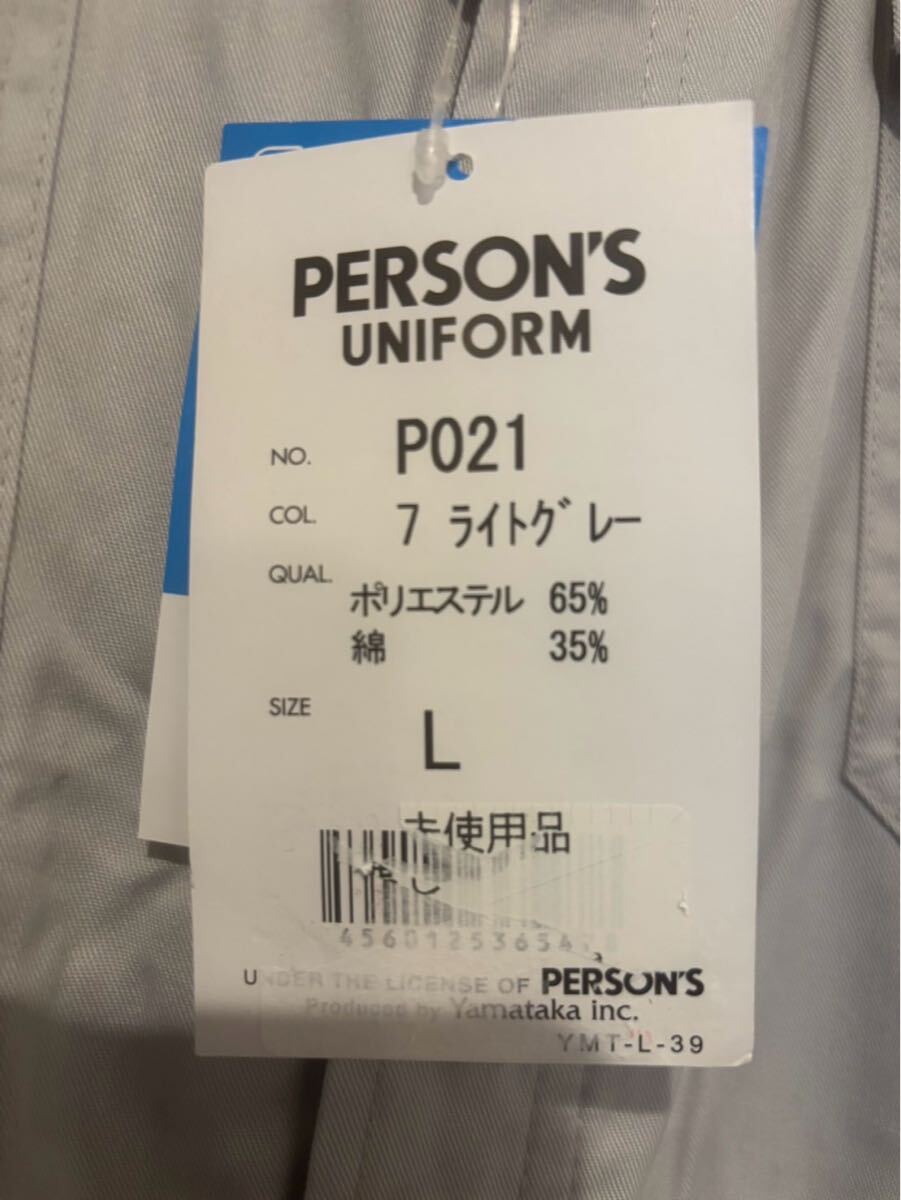 PERSON'S
UNIFORM
NO. P021
COL. 7 ライトグレー
QUAL. ポリエステル 65%
綿 35%
SIZE L
未使用品
456012536547
UNDER THE LICENSE OF PERSON'S
Produced by Yamataka inc.
YMT-L-39